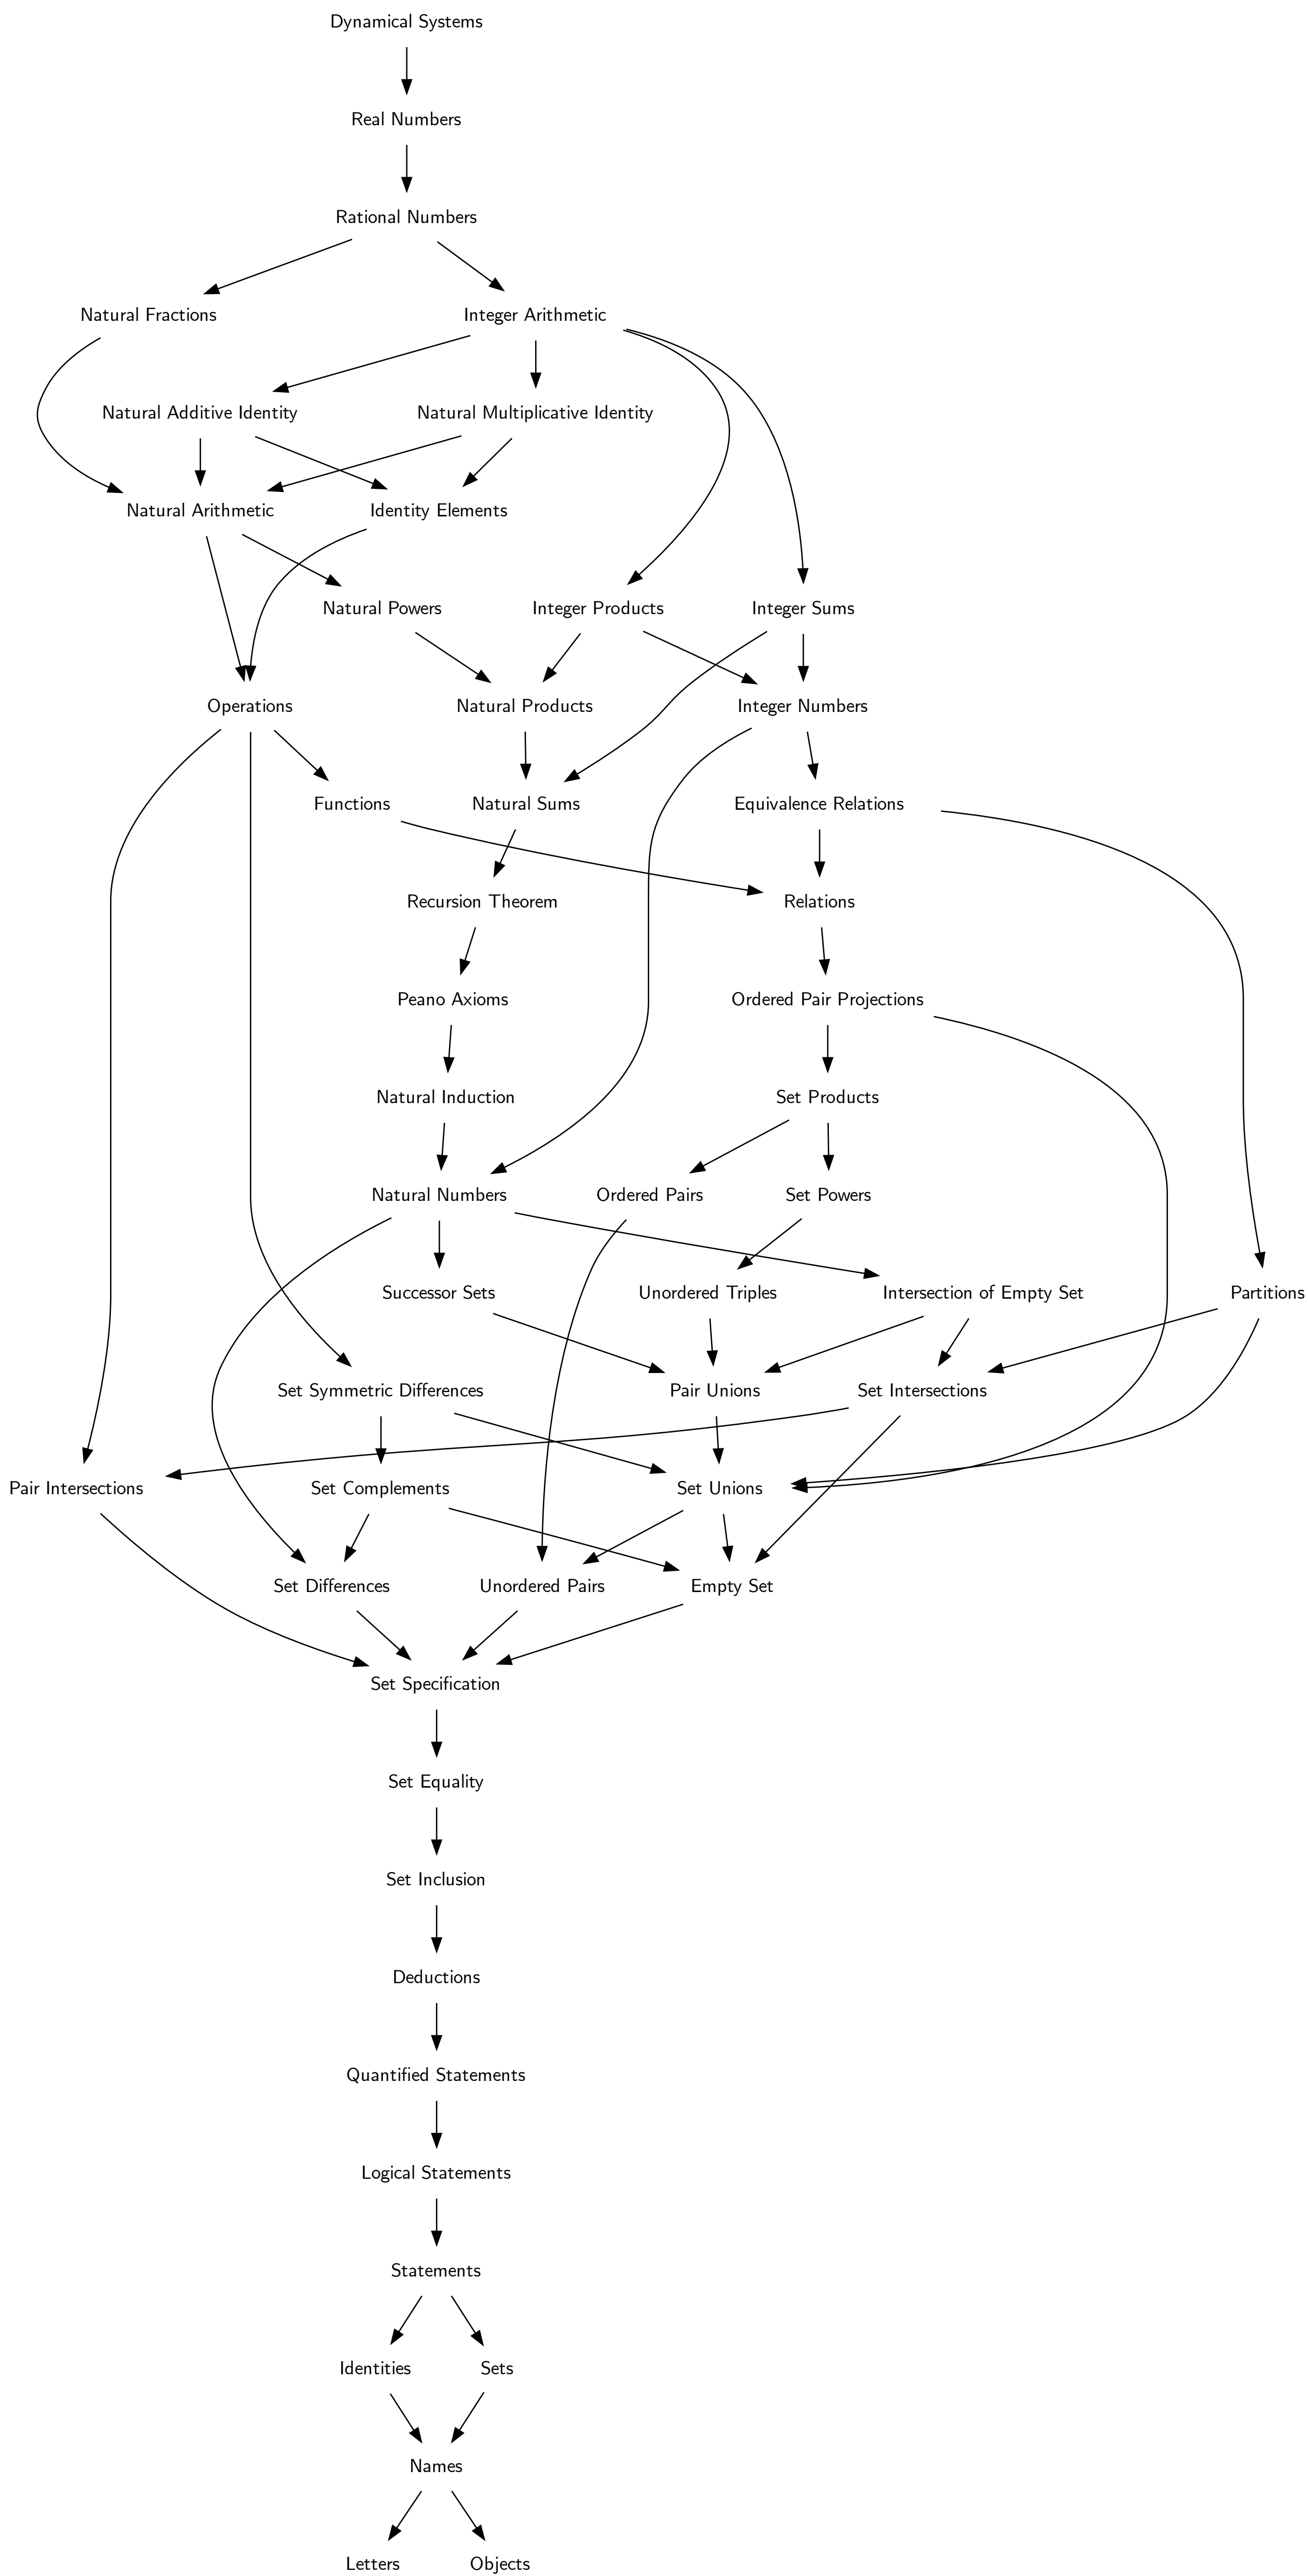 Dynamical Systems
Real Numbers
Rational Numbers
Natural Fractions
Integer Arithmetic
Natural Additive Identity
Natural Multiplicative Identity
Natural Arithmetic
Identity Elements
Natural Powers
Integer Products
Integer Sums
Operations
Natural Products
Integer Numbers
Functions
Natural Sums
Equivalence Relations
Recursion Theorem
Relations
Peano Axioms
Ordered Pair Projections
Natural Induction
Set Products
Natural Numbers
Ordered Pairs
Set Powers
Successor Sets
Unordered Triples
Intersection of Empty Set
Partitions
Set Symmetric Differences
Pair Unions
Set Intersections
Pair Intersections
Set Complements
Set Unions
Set Differences
Unordered Pairs
Empty Set
Set Specification
Set Equality
Set Inclusion
Deductions
Quantified Statements
Logical Statements
Statements
Identities
Sets
Names
Letters
Objects